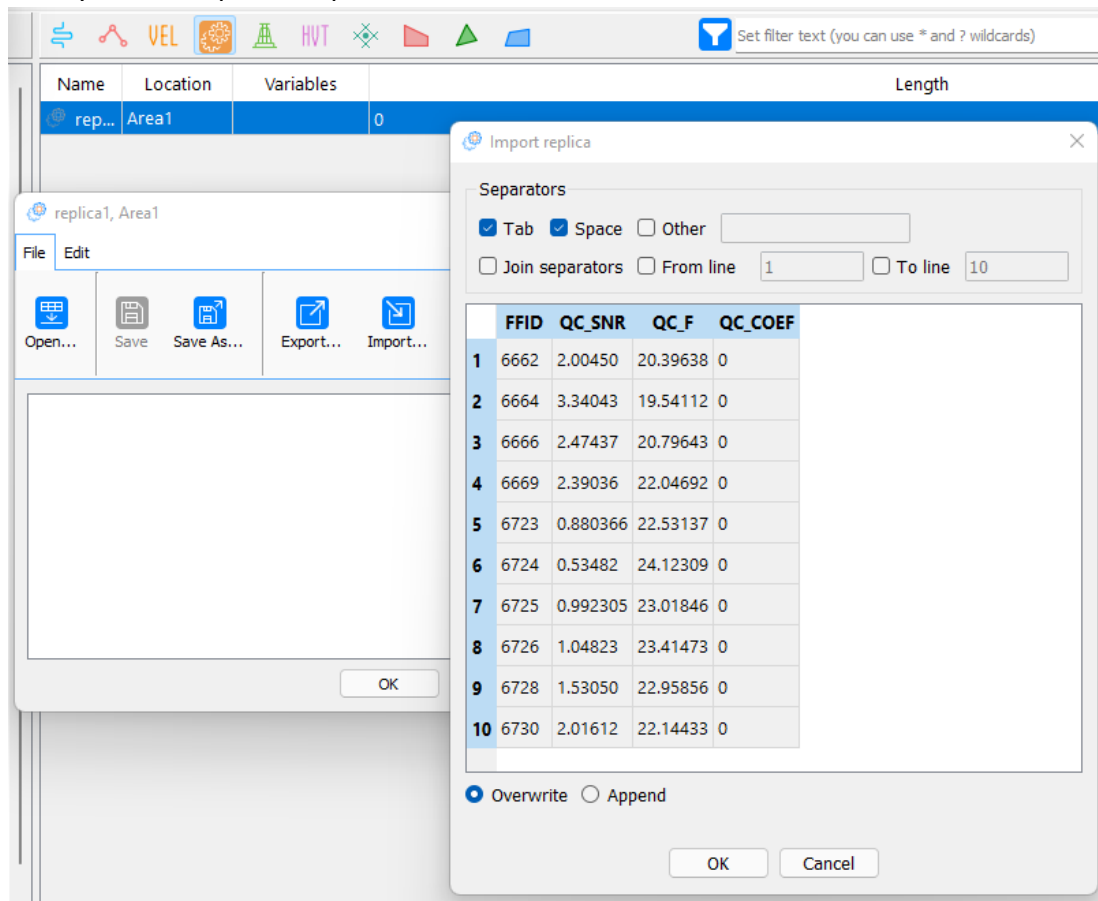 VEL HVT Set filter text (you can use * and ? wildcards)
Name Location Variables Length
rep... Area1 0
Import replica
Separators
Tab Space Other
Join separators From line 1 To line 10
replica1, Area1
File Edit
Open... Save Save As... Export... Import...
FFID QC_SNR QC_F QC_COEF
1 6662 2.00450 20.39638 0
2 6664 3.34043 19.54112 0
3 6666 2.47437 20.79643 0
4 6669 2.39036 22.04692 0
5 6723 0.880366 22.53137 0
6 6724 0.53482 24.12309 0
7 6725 0.992305 23.01846 0
8 6726 1.04823 23.41473 0
9 6728 1.53050 22.95856 0
10 6730 2.01612 22.14433 0
OK
Overwrite Append
OK Cancel